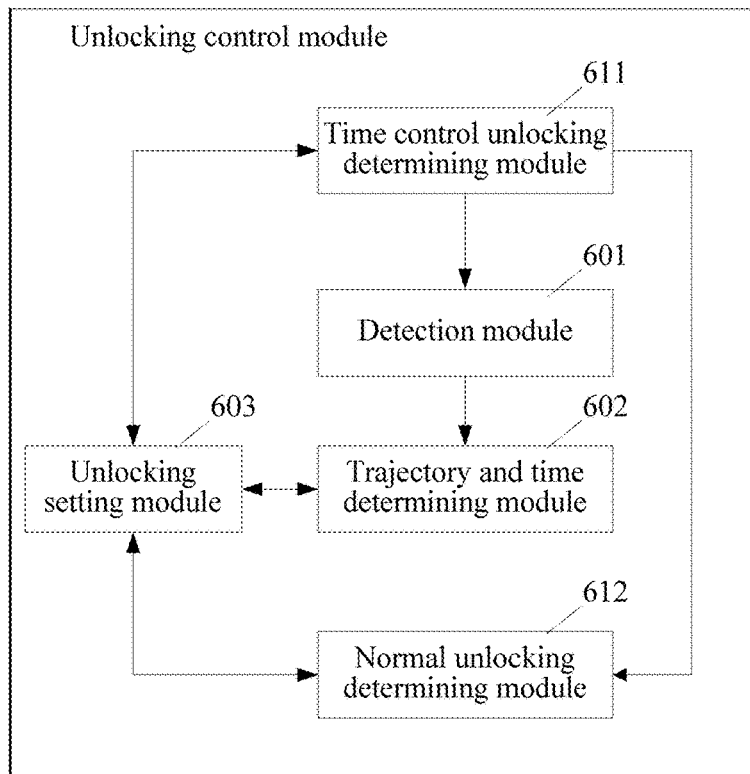 Unlocking control module
611
Time control unlocking
determining module
601
Detection module
603
602
Unlocking
setting module
Trajectory and time
determining module
612
Normal unlocking
determining module